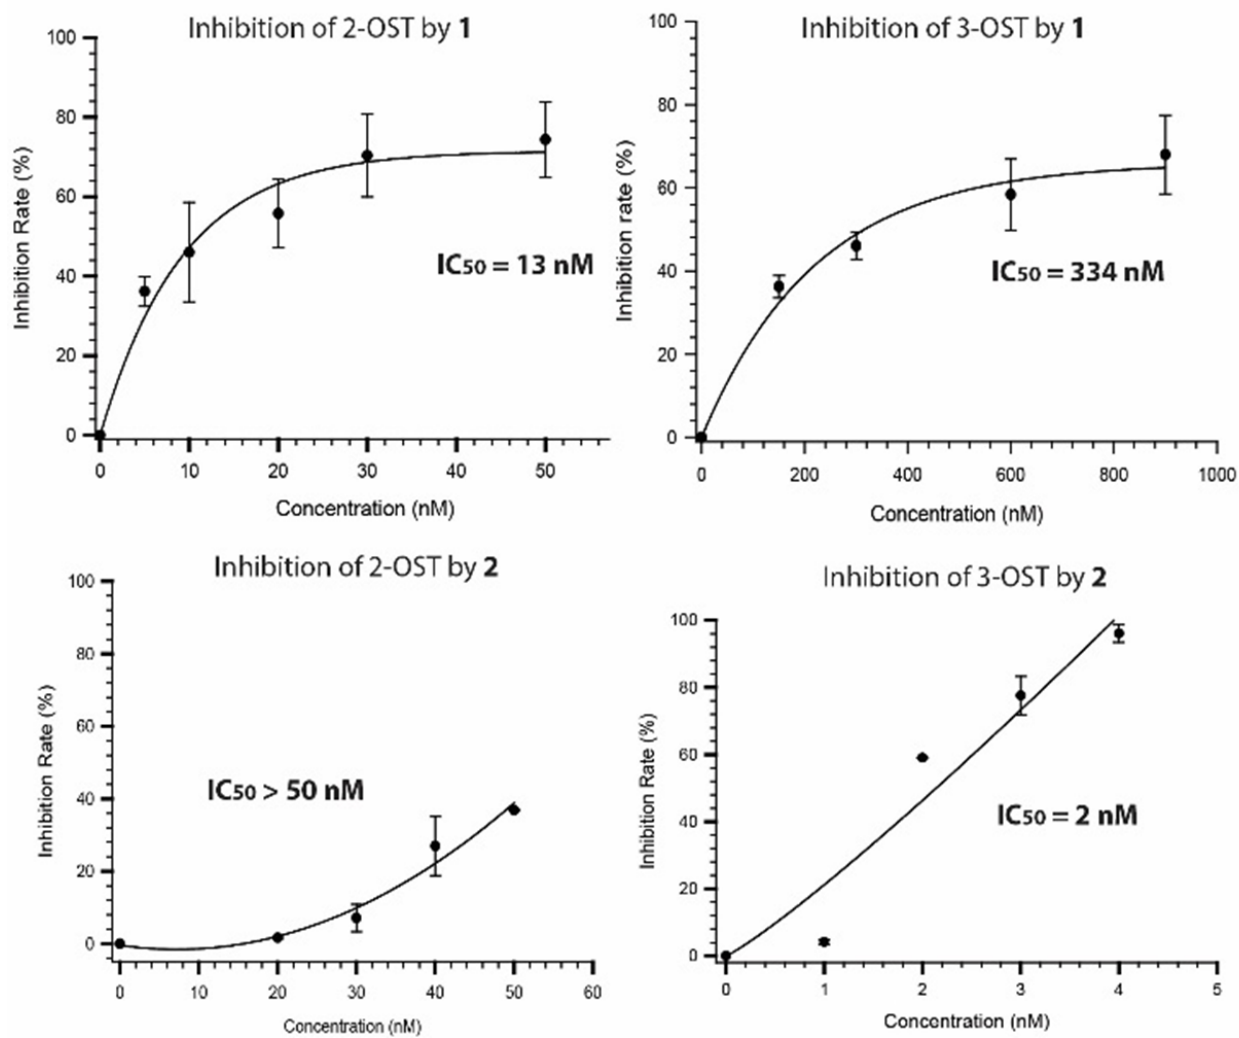 Inhibition of 2-OST by 1
100
80
60
40
20
0
Inhibition Rate (%)
IC50 = 13 nM
0 10 20 30 40 50
Concentration (nM)
Inhibition of 3-OST by 1
100
80
60
40
20
0
Inhibition rate (%)
IC50 = 334 nM
0 200 400 600 800 1000
Concentration (nM)
Inhibition of 2-OST by 2
100
80
60
40
20
0
Inhibition Rate (%)
IC50 > 50 nM
0 10 20 30 40 50 60
Concentration (nM)
Inhibition of 3-OST by 2
100
80
60
40
20
0
Inhibition Rate (%)
IC50 = 2 nM
0 1 2 3 4 5
Concentration (nM)